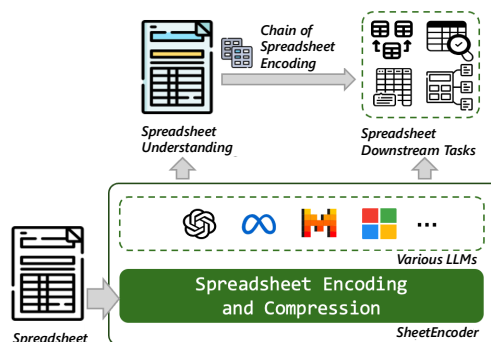 Chain of
Spreadsheet
Encoding
Spreadsheet
Understanding
Spreadsheet
Downstream Tasks
...
Various LLMs
Spreadsheet Encoding
and Compression
SheetEncoder
Spreadsheet